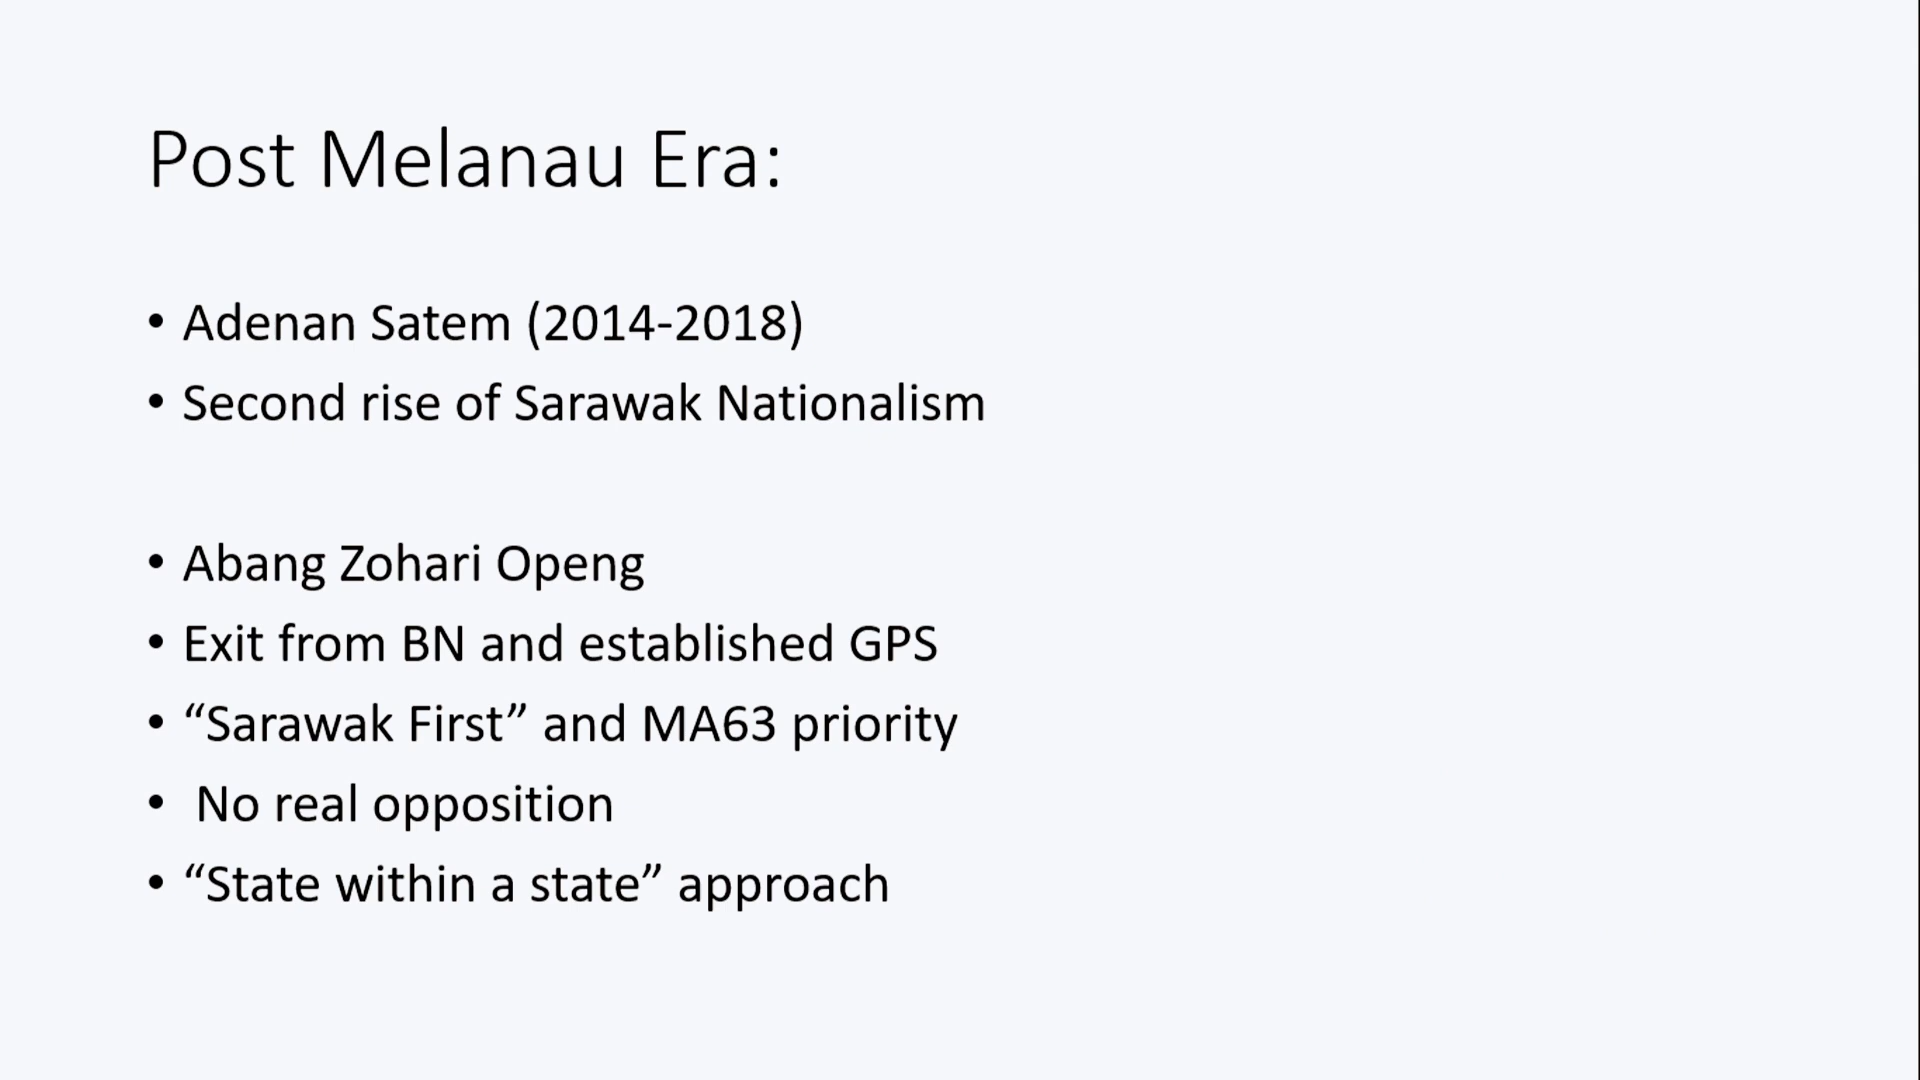 Post Melanau Era:
• Adenan Satem (2014-2018)
• Second rise of Sarawak Nationalism
• Abang Zohari Openg
• Exit from BN and established GPS
• “Sarawak First” and MA63 priority
• No real opposition
• “State within a state” approach